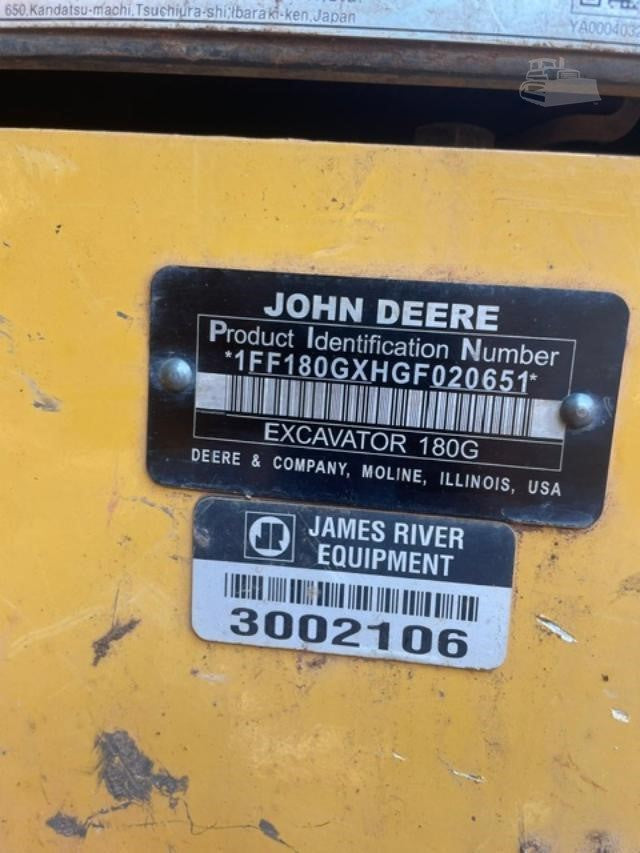 650,Kandatsu-machi,Tsuchiura-shi,Ibaraki-ken,Japan
JOHN DEERE
Product Identification Number
*1FF180GXHGF020651*
EXCAVATOR 180G
DEERE & COMPANY, MOLINE, ILLINOIS, USA
JAMES RIVER
EQUIPMENT
3002106